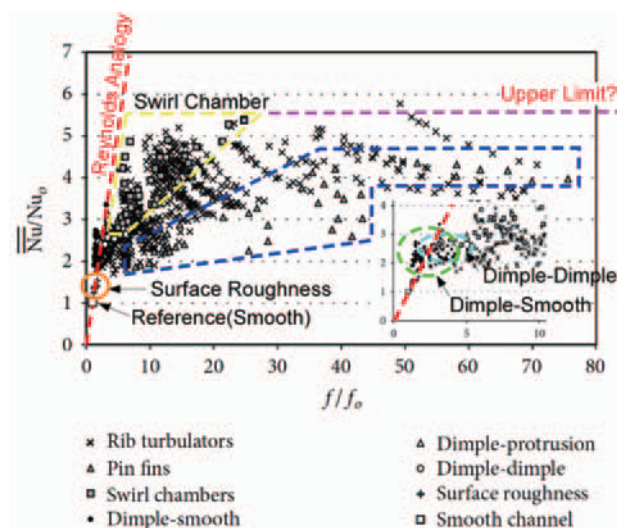 7
6
5
4
3
2
1
0
Nu/Nuo
Reynolds Analogy
Swirl Chamber
Upper Limit?
Surface Roughness
Reference(Smooth)
4
3
2
1
0
0
5
10
Dimple-Dimple
Dimple-Smooth
0 10 20 30 40 50 60 70 80
f/fo
× Rib turbulators
△ Pin fins
□ Swirl chambers
• Dimple-smooth
△ Dimple-protrusion
○ Dimple-dimple
+ Surface roughness
□ Smooth channel